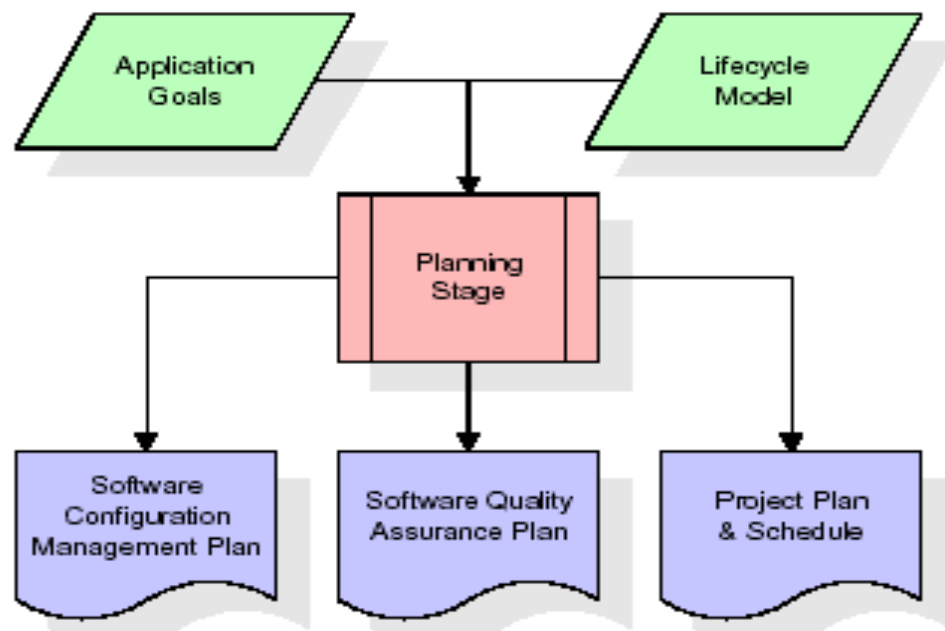 Application
Goals
Lifecycle
Model
Planning
Stage
Software
Configuration
Management Plan
Software Quality
Assurance Plan
Project Plan
& Schedule